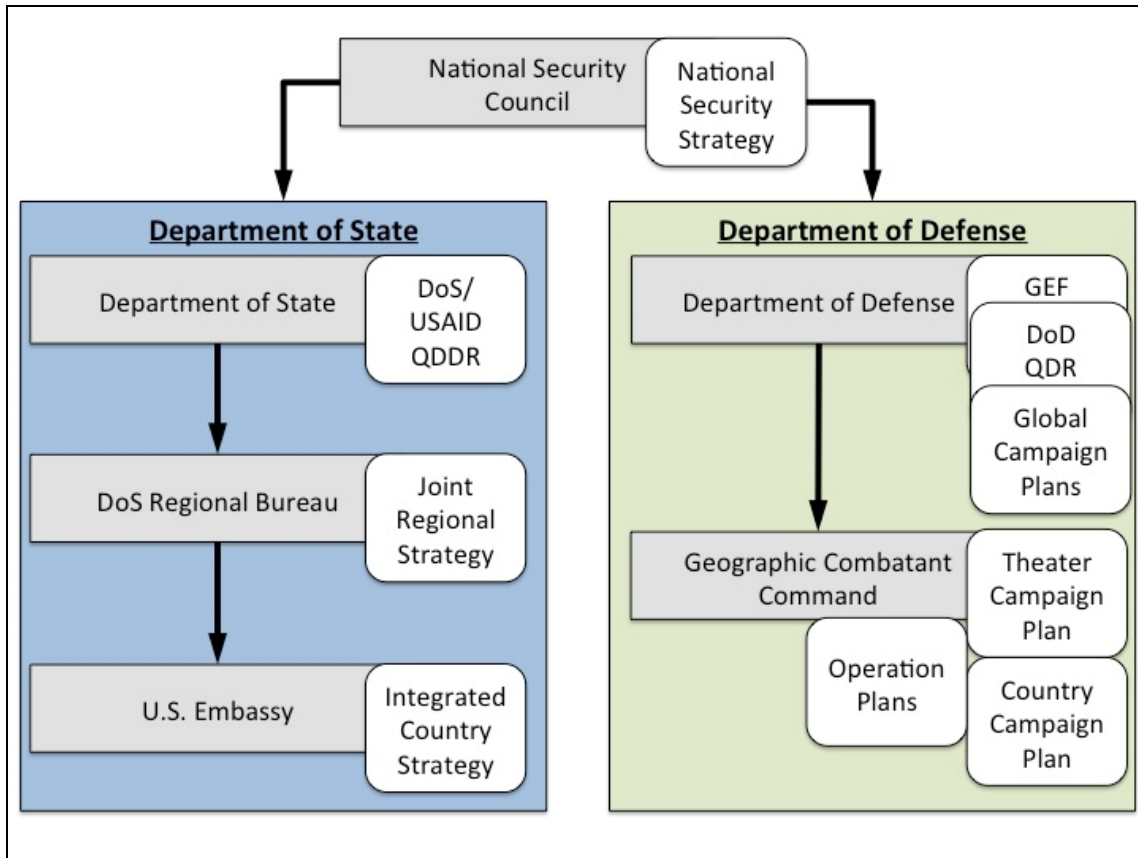 National Security
Council
National
Security
Strategy
Department of State
Department of State
DoS/
USAID
QDDR
DoS Regional Bureau
Joint
Regional
Strategy
U.S. Embassy
Integrated
Country
Strategy
Department of Defense
Department of Defense
GEF
DoD
QDR
Global
Campaign
Plans
Geographic Combatant
Command
Theater
Campaign
Plan
Operation
Plans
Country
Campaign
Plan